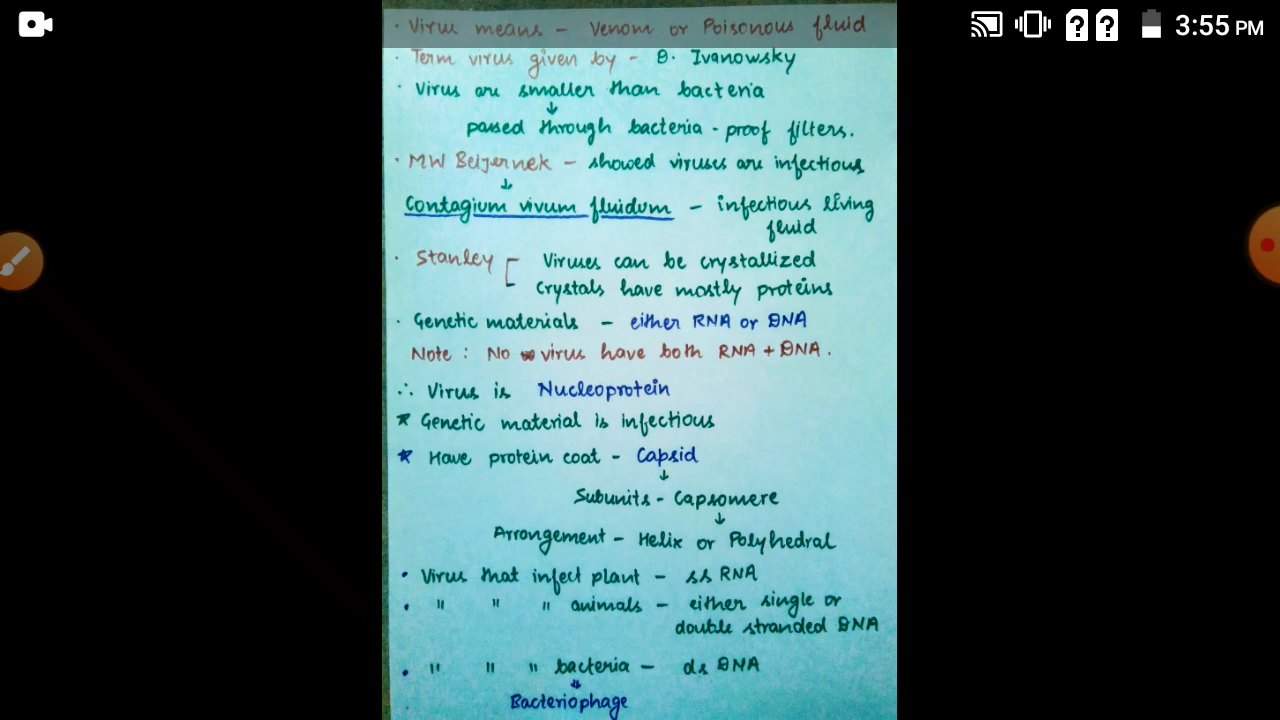 3:55 PM
• Virus means - Venom or Poisonous fluid
• Term virus given by - D. Ivanowsky
• Virus are smaller than bacteria
↓
passed through bacteria - proof filters.
• MW Beijernek - showed viruses are infectious
↓
Contagium vivum fluidum - infectious living
fluid
• Stanley [ Viruses can be crystallized
Crystals have mostly proteins
• Genetic materials - either RNA or DNA
Note : No virus have both RNA + DNA.
∴ Virus is Nucleoprotein
* Genetic material is infectious
* Have protein coat - Capsid
↓
Subunits - Capsomere
↓
Arrangement - Helix or Polyhedral
• Virus that infect plant - ss RNA
• " " " animals - either single or
double stranded DNA
• " " " bacteria - ds DNA
↓
Bacteriophage